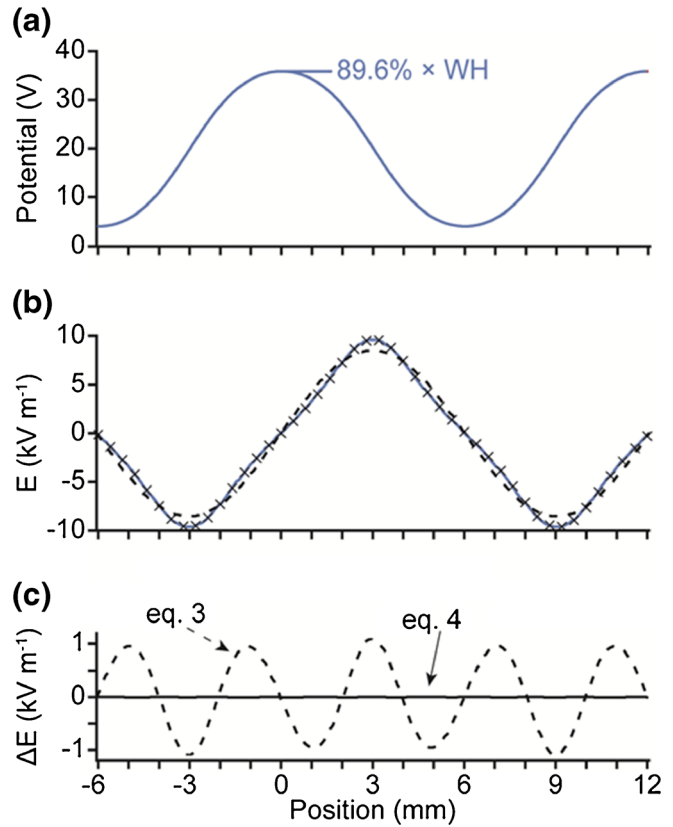 (a)
40
30
20
10
0
Potential (V)
89.6% × WH
(b)
10
5
0
-5
-10
E (kV m⁻¹)
(c)
1
0
-1
ΔE (kV m⁻¹)
eq. 3
eq. 4
-6 -3 0 3 6 9 12
Position (mm)